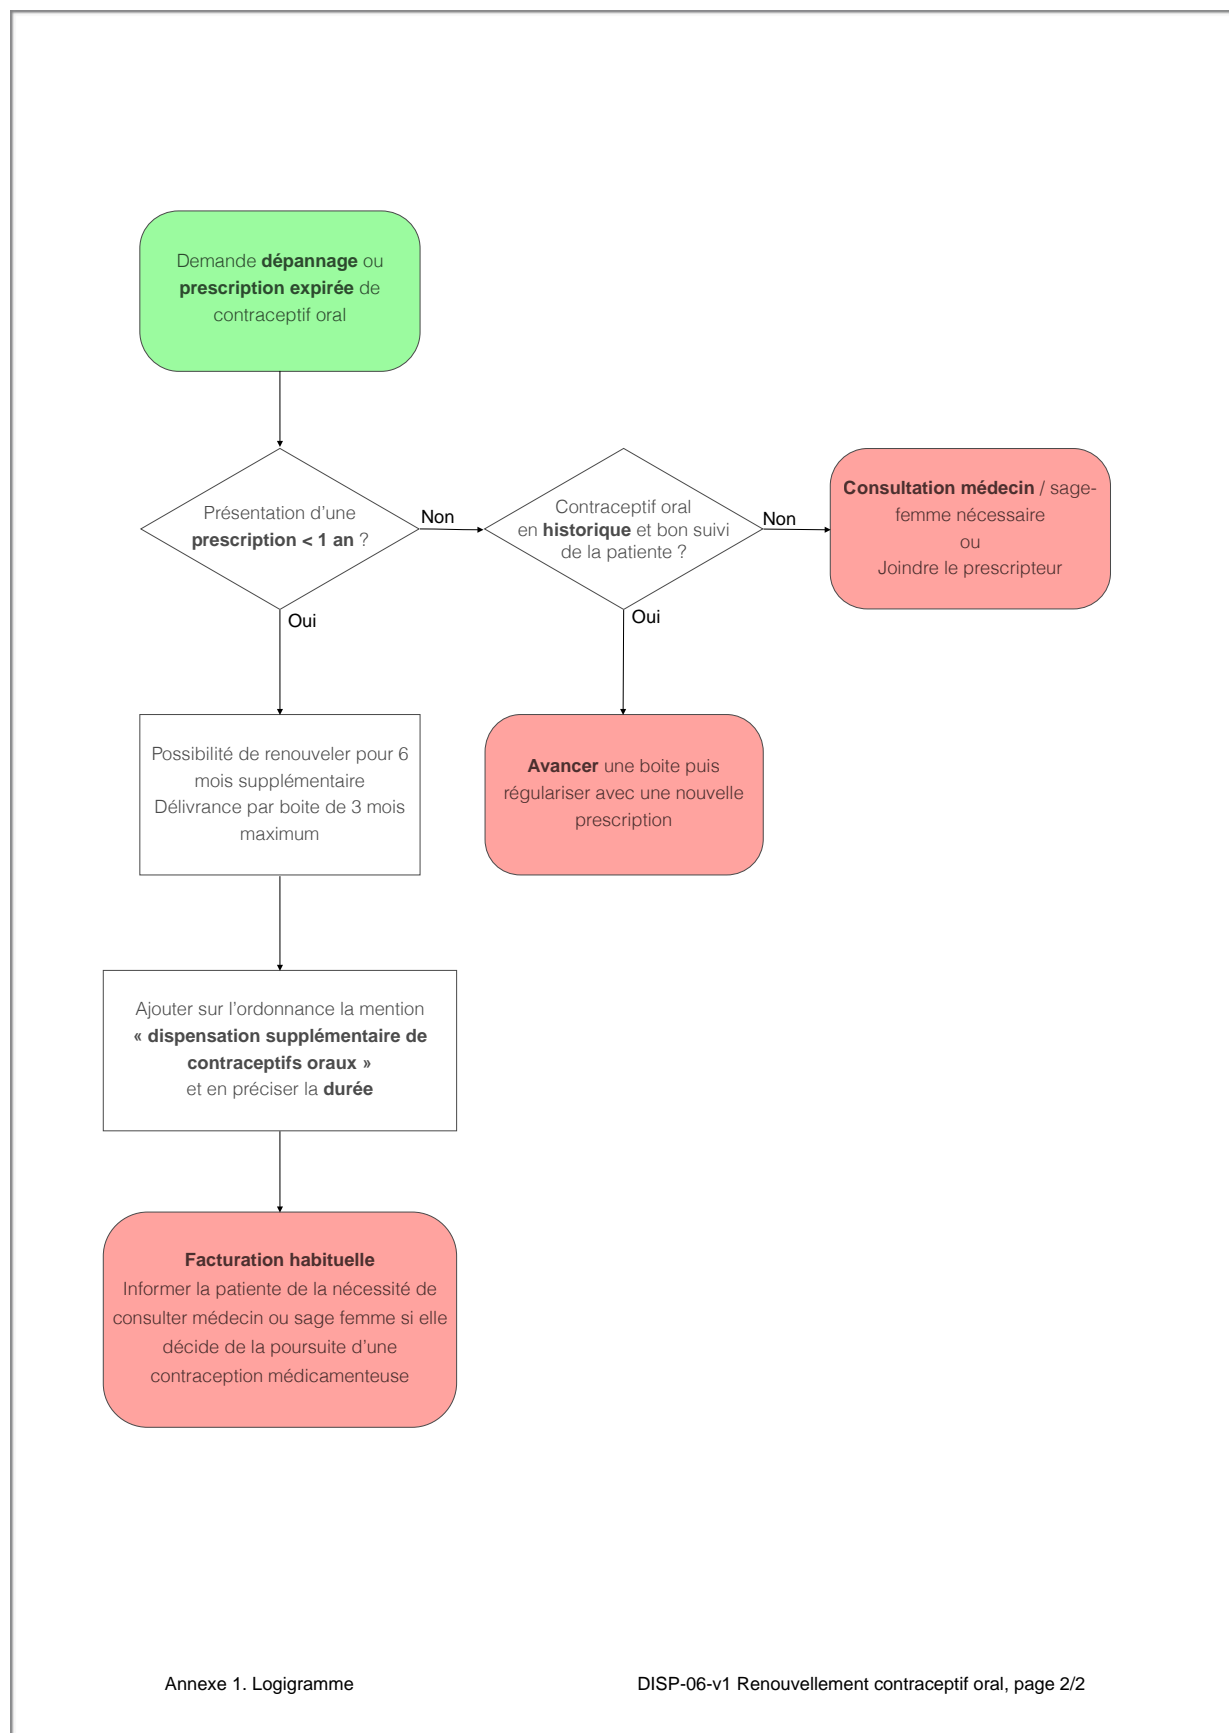 Demande dépannage ou
prescription expirée de
contraceptif oral
Présentation d’une
prescription < 1 an ?
Non
Contraceptif oral
en historique et bon suivi
de la patiente ?
Non
Consultation médecin / sage-
femme nécessaire
ou
Joindre le prescripteur
Oui
Oui
Possibilité de renouveler pour 6
mois supplémentaire
Délivrance par boite de 3 mois
maximum
Avancer une boite puis
régulariser avec une nouvelle
prescription
Ajouter sur l’ordonnance la mention
« dispensation supplémentaire de
contraceptifs oraux »
et en préciser la durée
Facturation habituelle
Informer la patiente de la nécessité de
consulter médecin ou sage femme si elle
décide de la poursuite d’une
contraception médicamenteuse
Annexe 1. Logigramme
DISP-06-v1 Renouvellement contraceptif oral, page 2/2